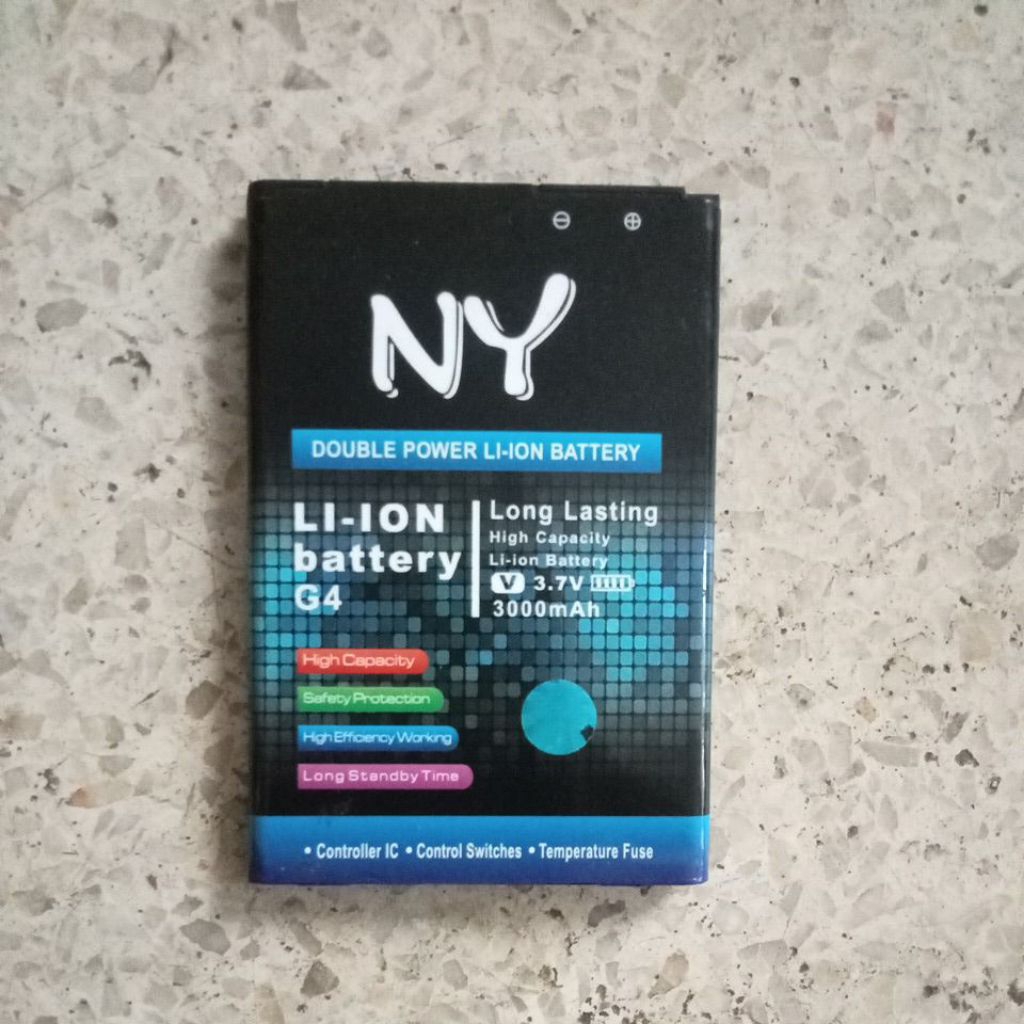 ⊖ ⊕
NY
DOUBLE POWER LI-ION BATTERY
LI-ION
battery
G4
Long Lasting
High Capacity
Li-ion Battery
V 3.7V
3000mAh
High Capacity
Safety Protection
High Efficiency Working
Long Standby Time
• Controller IC • Control Switches • Temperature Fuse